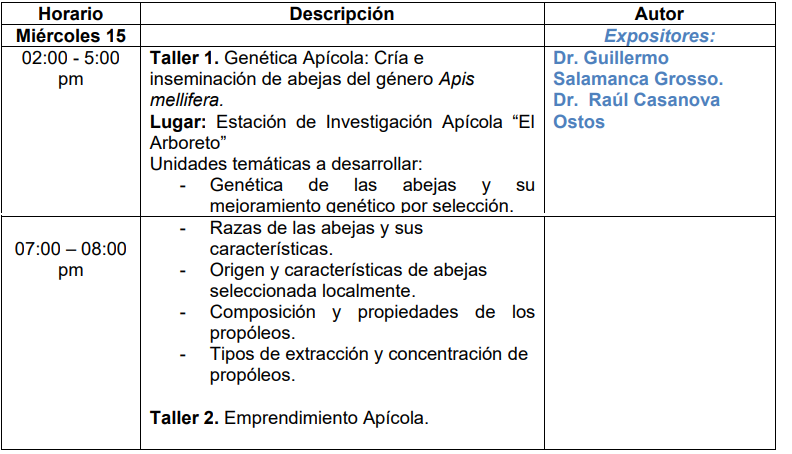 Horario Descripción Autor
Miércoles 15 Expositores:
02:00 - 5:00 pm
Taller 1. Genética Apícola: Cría e
inseminación de abejas del género Apis
mellifera.
Lugar: Estación de Investigación Apícola “El
Arboreto”
Unidades temáticas a desarrollar:
- Genética de las abejas y su
mejoramiento genético por selección.
Dr. Guillermo
Salamanca Grosso.
Dr. Raúl Casanova
Ostos
07:00 – 08:00
pm
- Razas de las abejas y sus
características.
- Origen y características de abejas
seleccionada localmente.
- Composición y propiedades de los
propóleos.
- Tipos de extracción y concentración de
propóleos.
Taller 2. Emprendimiento Apícola.